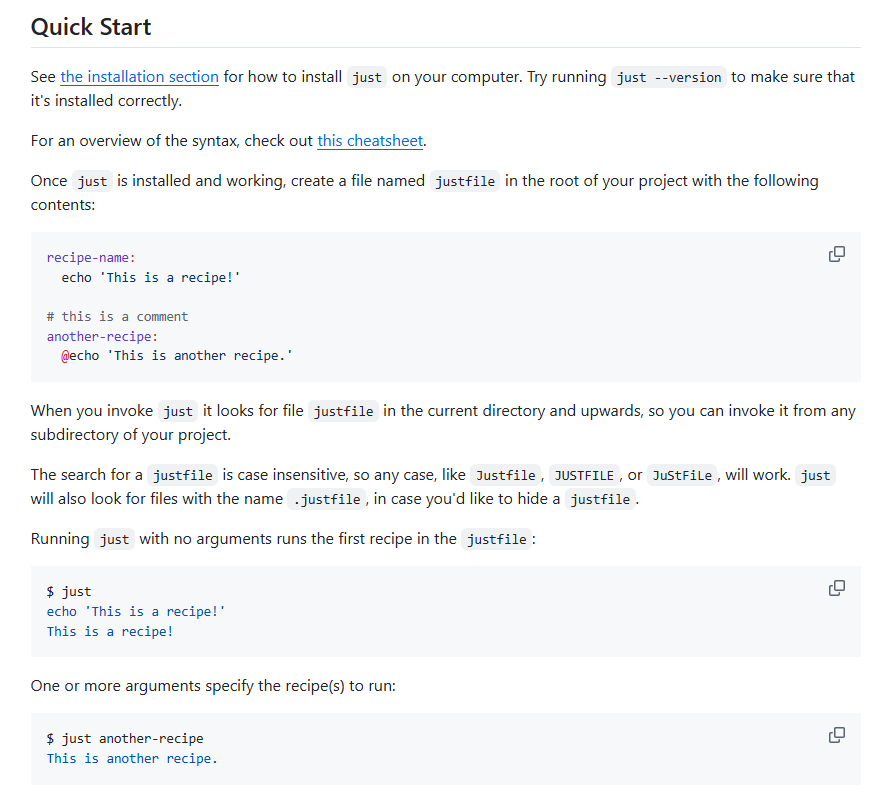 Quick Start
See the installation section for how to install just on your computer. Try running just --version to make sure that
it's installed correctly.
For an overview of the syntax, check out this cheatsheet.
Once just is installed and working, create a file named justfile in the root of your project with the following
contents:
recipe-name:
  echo 'This is a recipe!'
# this is a comment
another-recipe:
  @echo 'This is another recipe.'
When you invoke just it looks for file justfile in the current directory and upwards, so you can invoke it from any
subdirectory of your project.
The search for a justfile is case insensitive, so any case, like Justfile, JUSTFILE, or JuStFiLe, will work. just
will also look for files with the name .justfile, in case you'd like to hide a justfile.
Running just with no arguments runs the first recipe in the justfile:
$ just
echo 'This is a recipe!'
This is a recipe!
One or more arguments specify the recipe(s) to run:
$ just another-recipe
This is another recipe.